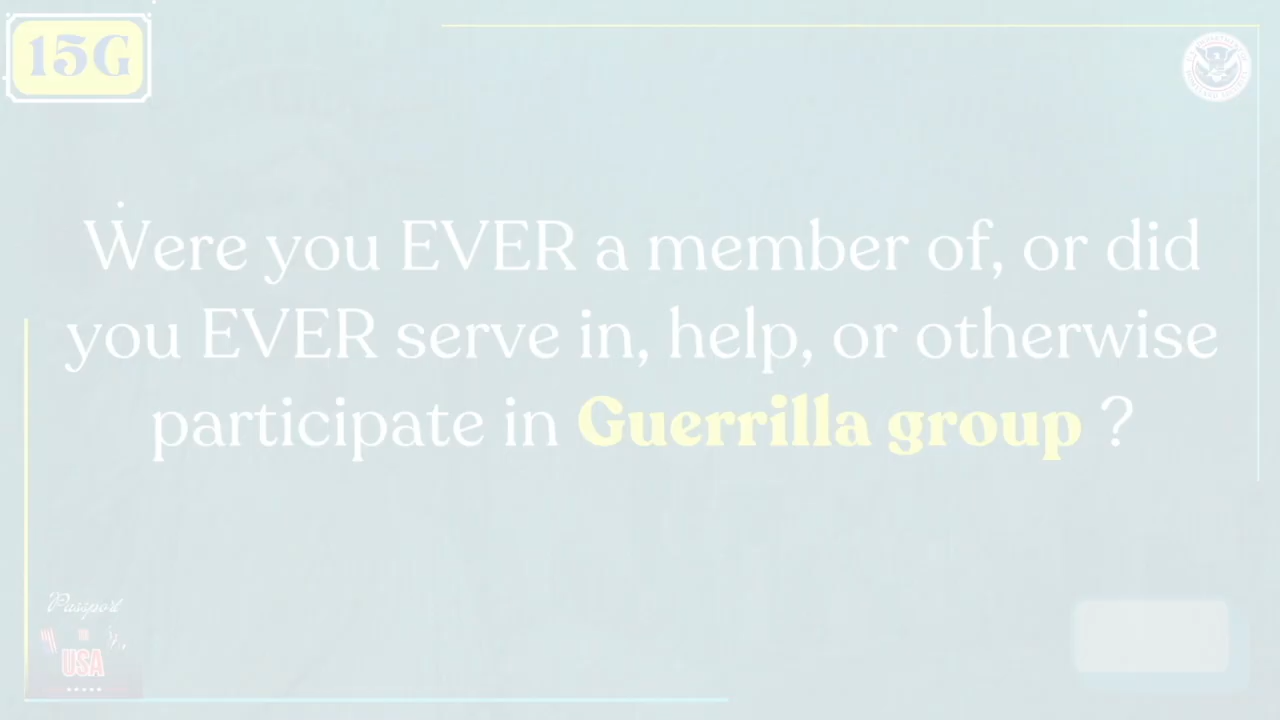 15G
Were you EVER a member of, or did
you EVER serve in, help, or otherwise
participate in Guerrilla group ?
Passport
USA